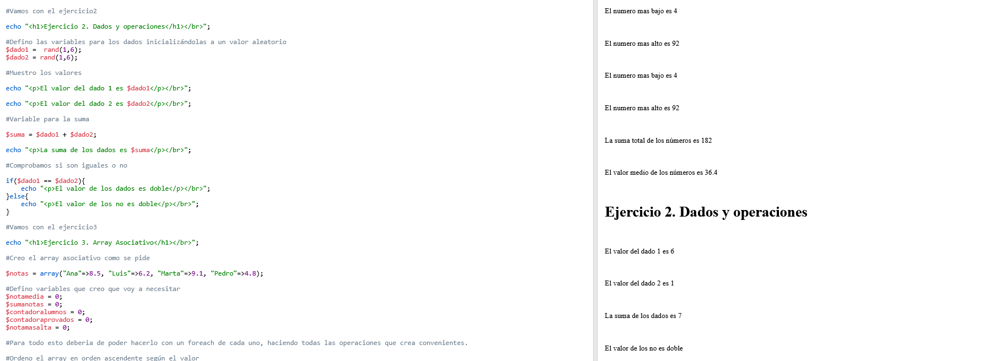 #Vamos con el ejercicio2
echo "<h1>Ejercicio 2. Dados y operaciones</h1></br>";
#Defino las variables para los dados inicializándolas a un valor aleatorio
$dado1 =  rand(1,6);
$dado2 = rand(1,6);
#Muestro los valores
echo "<p>El valor del dado 1 es $dado1</p></br>";
echo "<p>El valor del dado 2 es $dado2</p></br>";
#Variable para la suma
$suma = $dado1 + $dado2;
echo "<p>La suma de los dados es $suma</p></br>";
#Comprobamos si son iguales o no
if($dado1 == $dado2){
    echo "<p>El valor de los dados es doble</p></br>";
}else{
    echo "<p>El valor de los no es doble</p></br>";
}
#Vamos con el ejercicio3
echo "<h1>Ejercicio 3. Array Asociativo</h1></br>";
#Creo el array asociativo como se pide
$notas = array("Ana"=>8.5, "Luis"=>6.2, "Marta"=>9.1, "Pedro"=>4.8);
#Defino variables que creo que voy a necesitar
$notamedia = 0;
$sumanotas = 0;
$contadoralumnos = 0;
$contadoraprovados = 0;
$notamasalta = 0;
#Para todo esto deberia de poder hacerlo con un foreach de cada uno, haciendo todas las operaciones que crea convenientes.
#Ordeno el array en orden ascendente según el valor
El numero mas bajo es 4
El numero mas alto es 92
El numero mas bajo es 4
El numero mas alto es 92
La suma total de los números es 182
El valor medio de los números es 36.4
Ejercicio 2. Dados y operaciones
El valor del dado 1 es 6
El valor del dado 2 es 1
La suma de los dados es 7
El valor de los no es doble